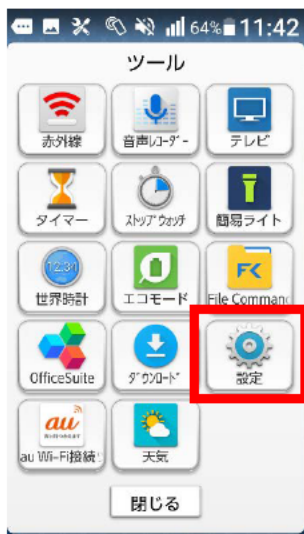 64% 11:42
ツール
赤外線 音声レコーダー テレビ
タイマー ストップウォッチ 簡易ライト
12:34
FK
世界時計 エコモード File Comman
OfficeSuite ダウンロード 設定
au
au Wi-Fi接続 天気
閉じる